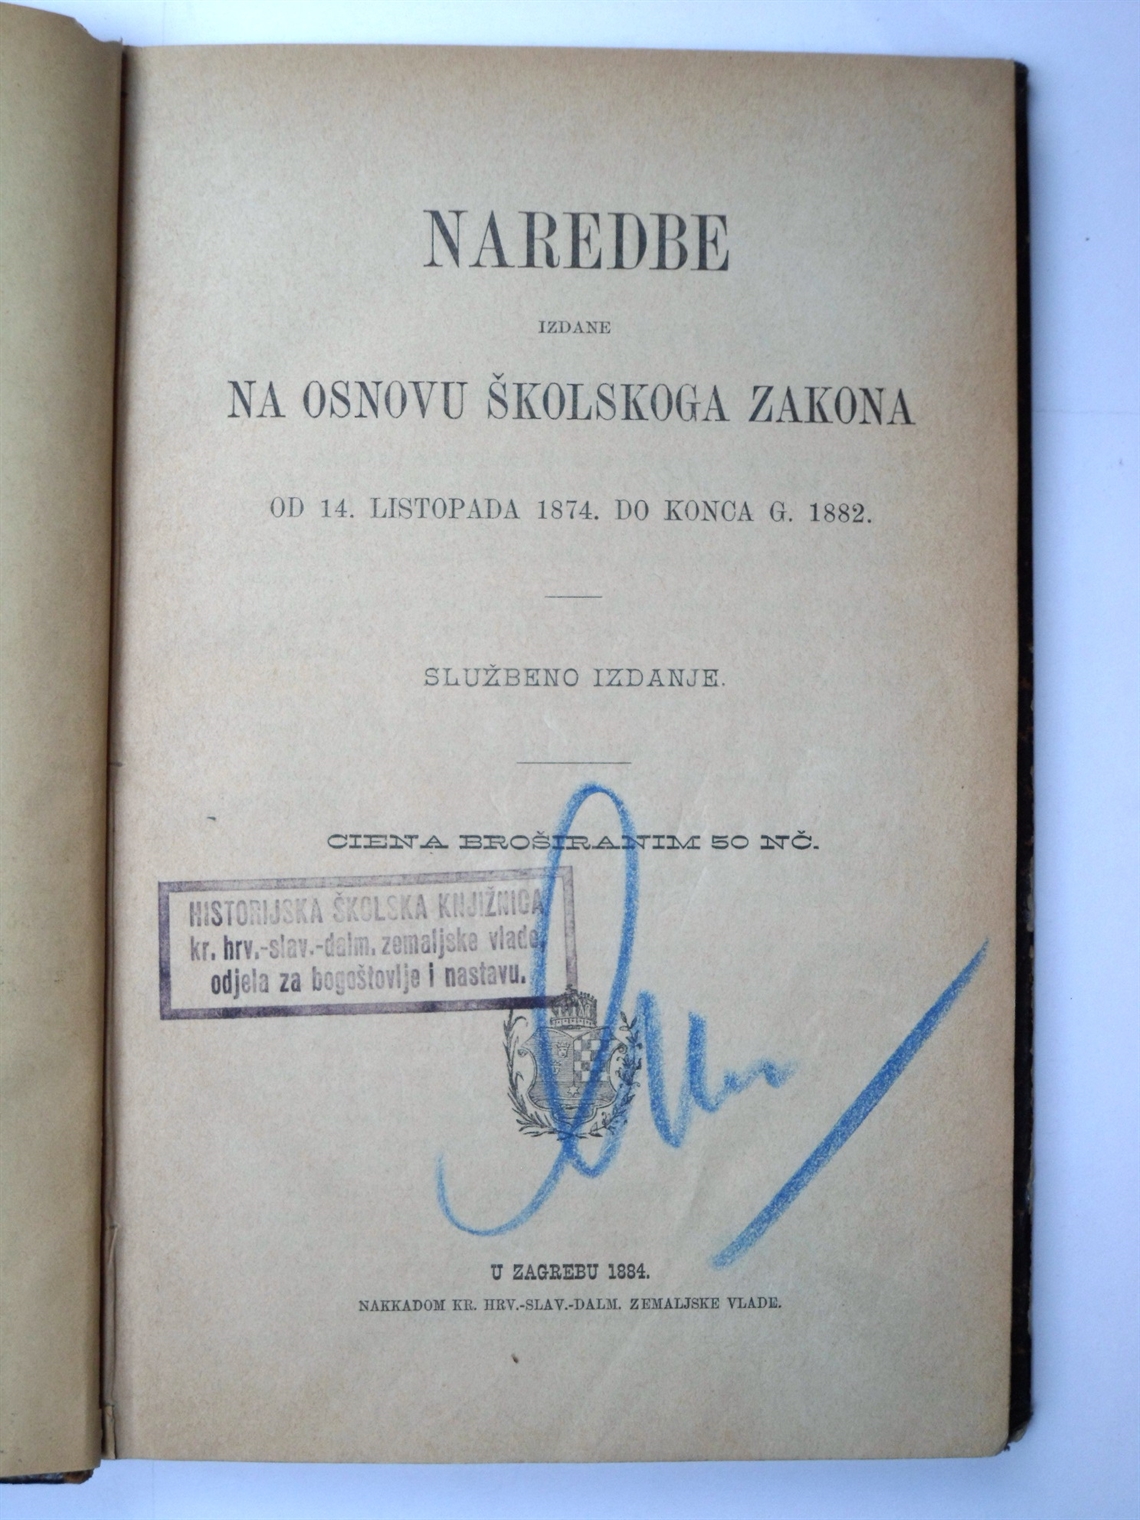 NAREDBE
IZDANE
NA OSNOVU ŠKOLSKOGA ZAKONA
OD 14. LISTOPADA 1874. DO KONCA G. 1882.
SLUŽBENO IZDANJE.
CIENA BROŠIRANIM 50 NČ.
HISTORIJSKA ŠKOLSKA KNJIŽNICA
kr. hrv.-slav.-dalm. zemaljske vlade,
odjela za bogoštovlje i nastavu.
U ZAGREBU 1884.
NAKKADOM KR. HRV.-SLAV.-DALM. ZEMALJSKE VLADE.